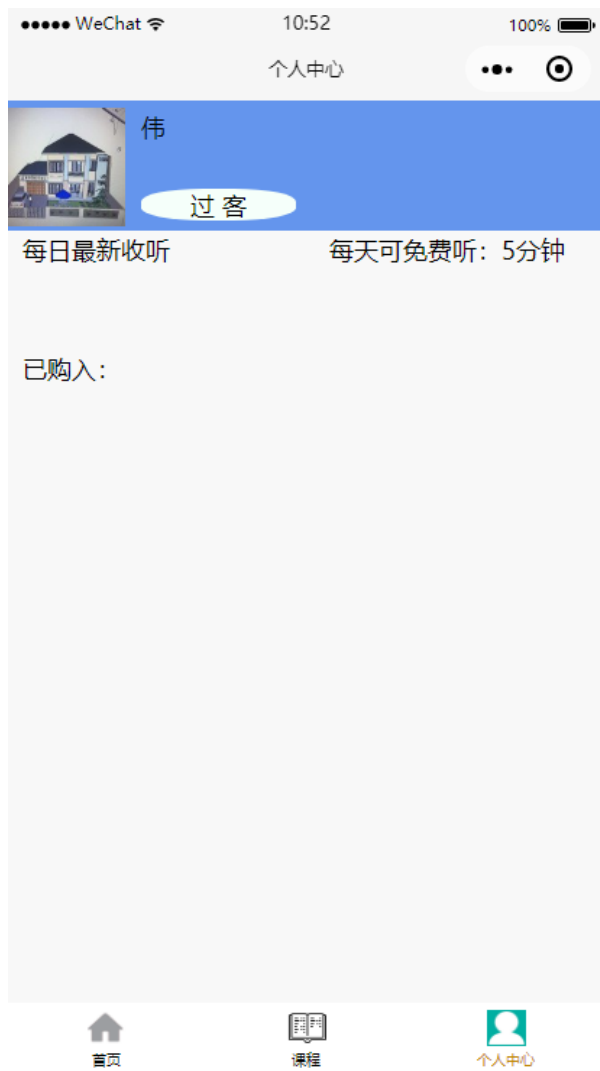 ●●●●● WeChat 10:52 100%
个人中心
伟
过 客
每日最新收听 每天可免费听：5分钟
已购入：
首页 课程 个人中心